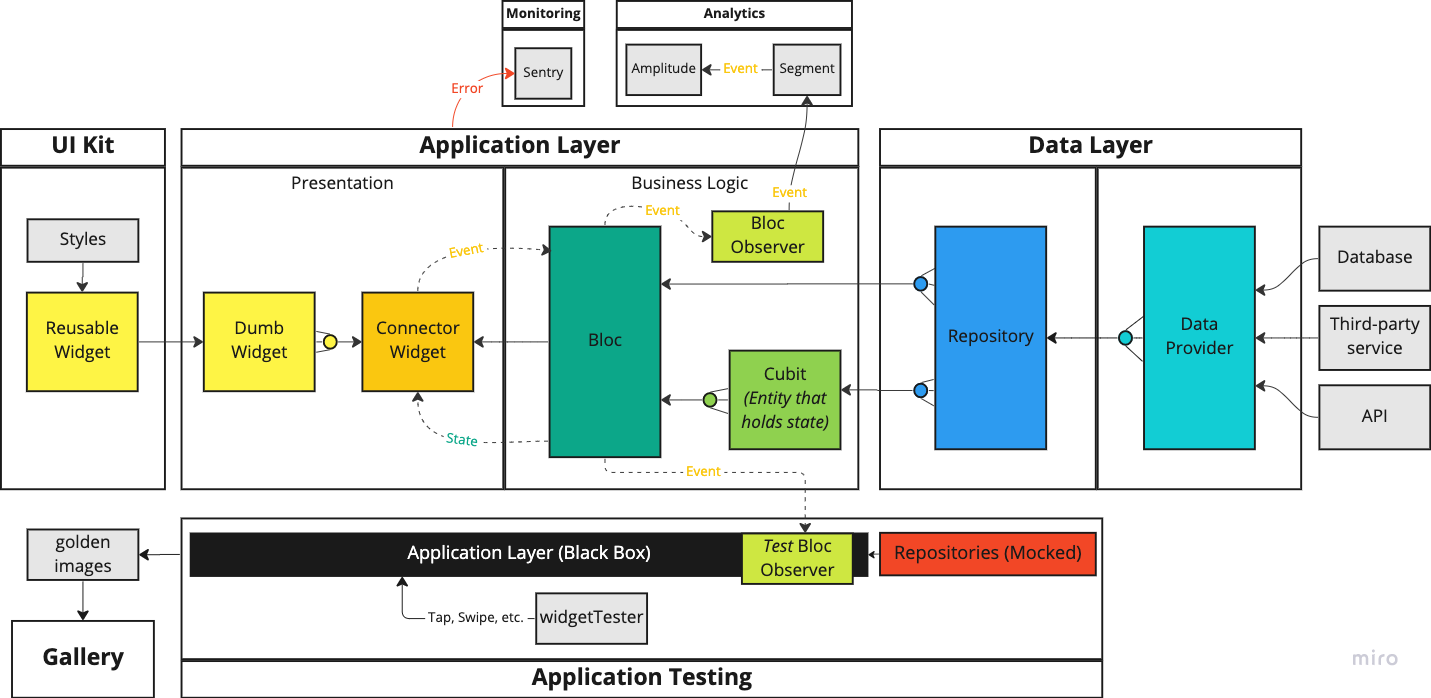 Monitoring
Analytics
Sentry
Amplitude
Event
Segment
Error
UI Kit
Application Layer
Data Layer
Presentation
Business Logic
Event
Event
Styles
Bloc
Observer
Event
Database
Reusable
Widget
Dumb
Widget
Connector
Widget
Bloc
Repository
Data
Provider
Third-party
service
Cubit
(Entity that
holds state)
API
State
Event
golden
images
Application Layer (Black Box)
Test Bloc
Observer
Repositories (Mocked)
Tap, Swipe, etc.
widgetTester
Gallery
Application Testing
miro